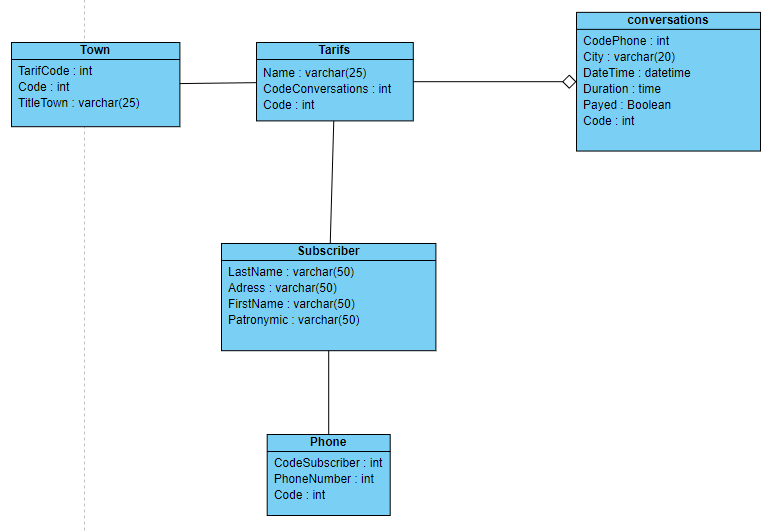 Town
TarifCode : int
Code : int
TitleTown : varchar(25)
Tarifs
Name : varchar(25)
CodeConversations : int
Code : int
conversations
CodePhone : int
City : varchar(20)
DateTime : datetime
Duration : time
Payed : Boolean
Code : int
Subscriber
LastName : varchar(50)
Adress : varchar(50)
FirstName : varchar(50)
Patronymic : varchar(50)
Phone
CodeSubscriber : int
PhoneNumber : int
Code : int